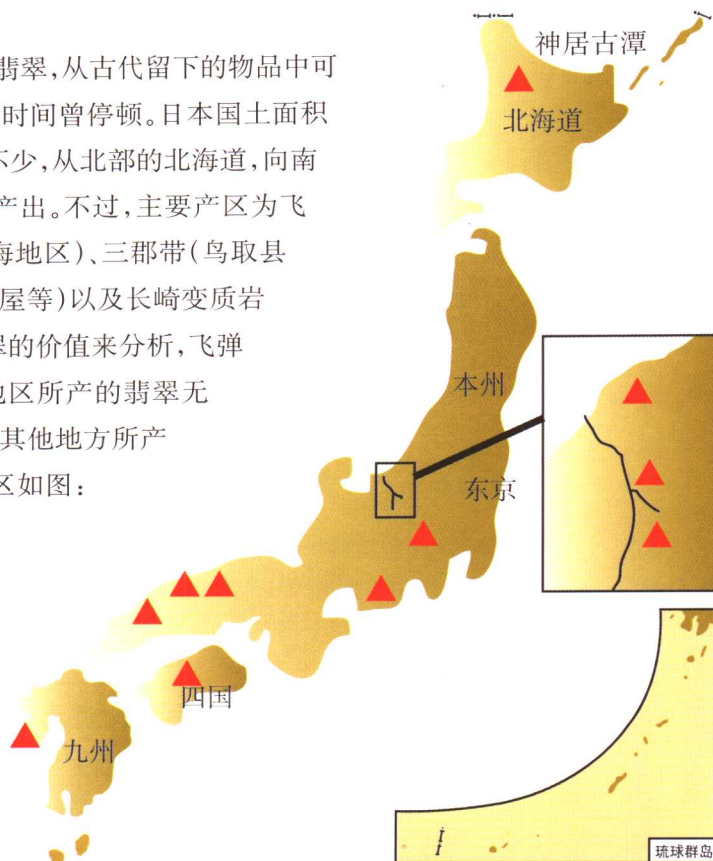 翡翠,从古代留下的物品中可
时间曾停顿。日本国土面积
不少,从北部的北海道,向南
产出。不过,主要产区为飞
海地区)、三郡带(鸟取县
屋等)以及长崎变质岩
的价值来分析,飞弹
地区所产的翡翠无
其他地方所产
区如图:
神居古潭
北海道
本州
东京
四国
九州
琉球群岛